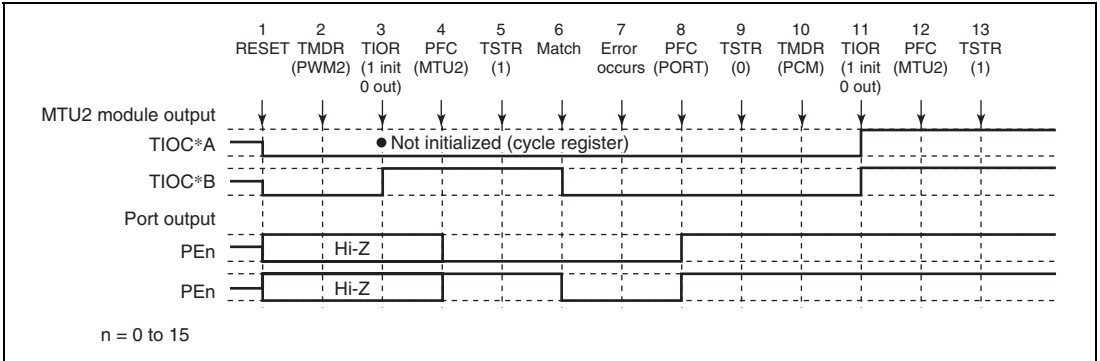 1 2 3 4 5 6 7 8 9 10 11 12 13
RESET TMDR TIOR PFC TSTR Match Error PFC TSTR TMDR TIOR PFC TSTR
(PWM2) (1 init (MTU2) (1) occurs (PORT) (0) (PCM) (1 init (MTU2) (1)
0 out) 0 out)
MTU2 module output
TIOC*A ● Not initialized (cycle register)
TIOC*B
Port output
PEn Hi-Z
PEn Hi-Z
n = 0 to 15